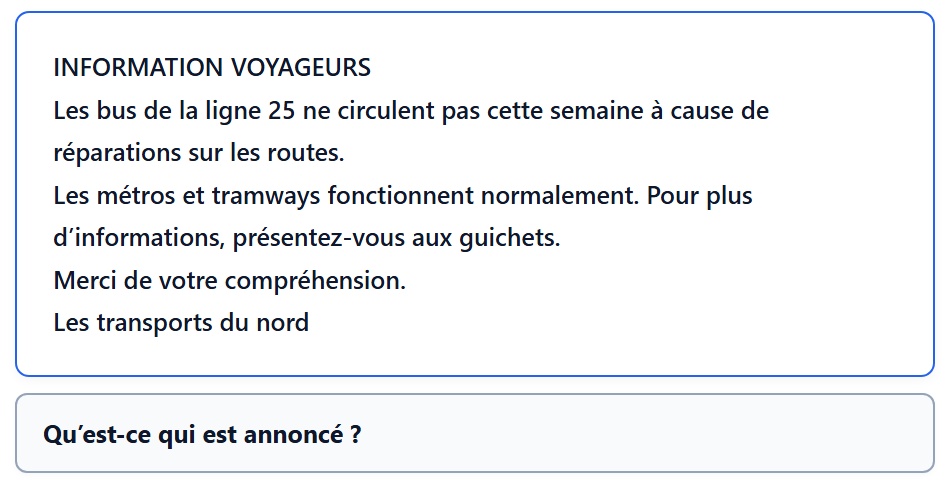 INFORMATION VOYAGEURS
Les bus de la ligne 25 ne circulent pas cette semaine à cause de
réparations sur les routes.
Les métros et tramways fonctionnent normalement. Pour plus
d’informations, présentez-vous aux guichets.
Merci de votre compréhension.
Les transports du nord
Qu’est-ce qui est annoncé ?